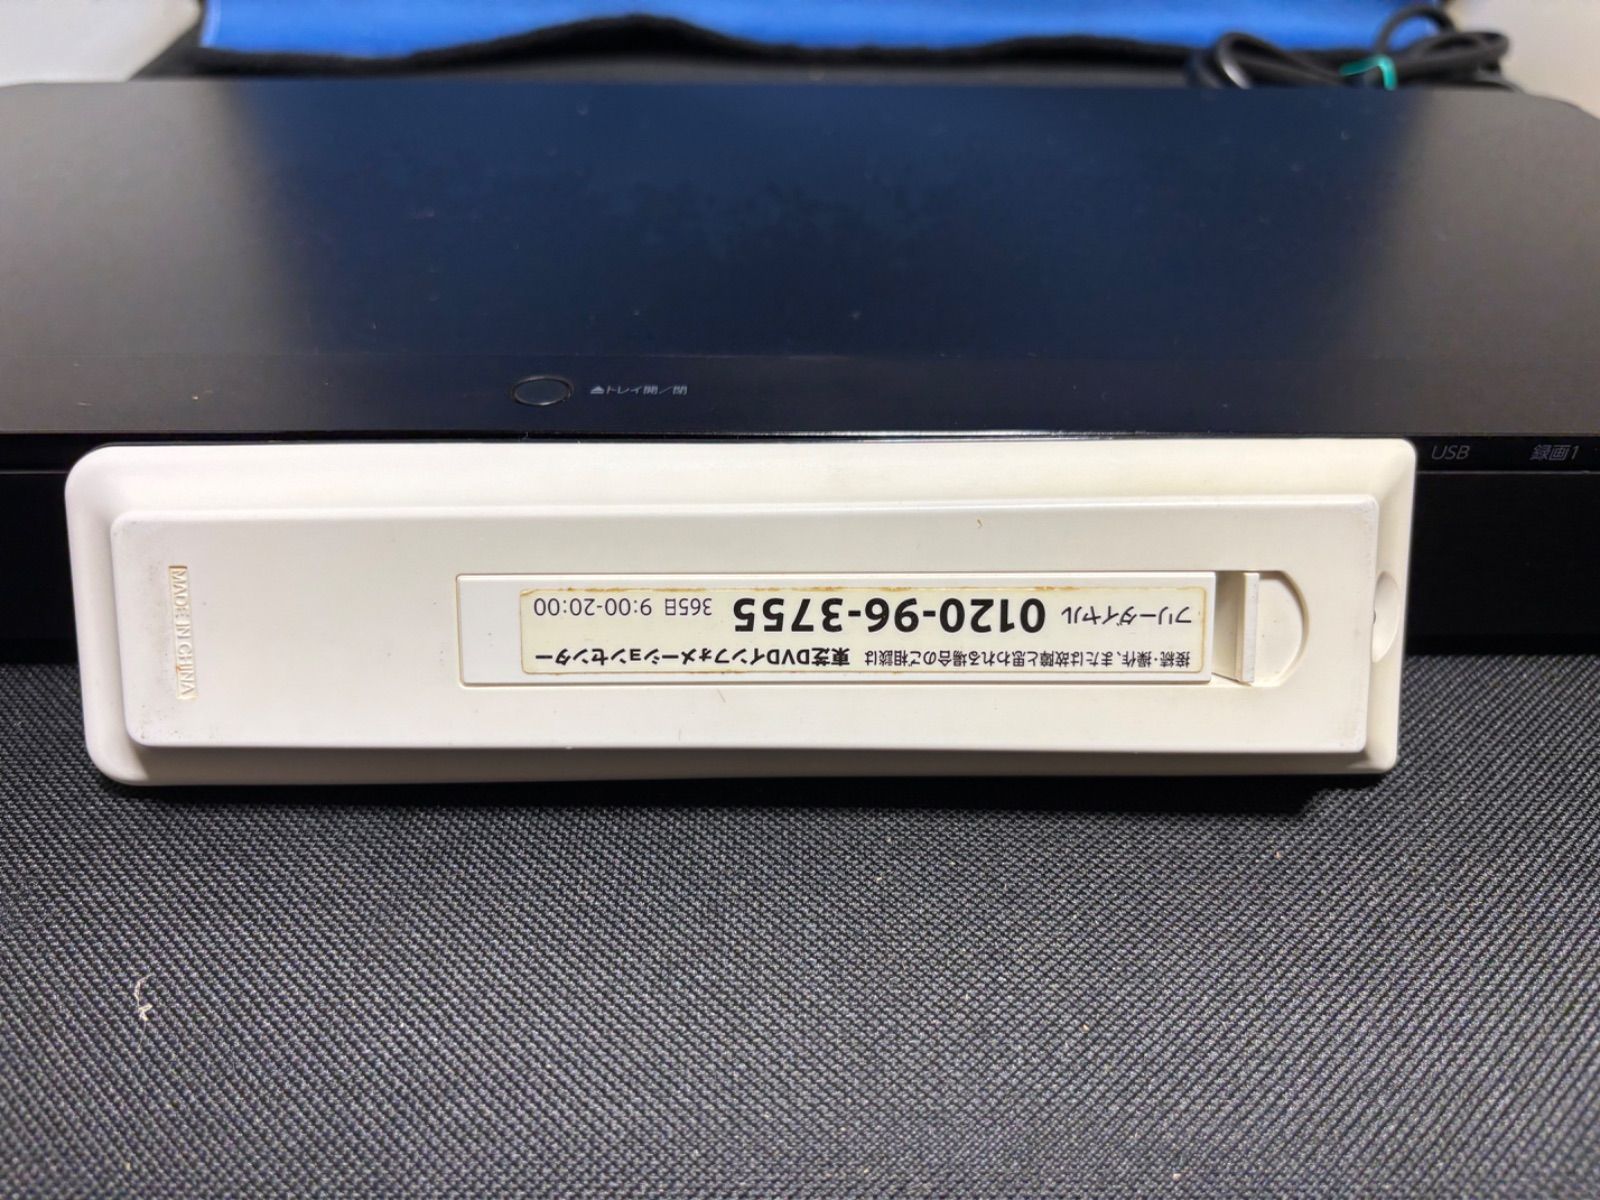 ▲トレイ開／閉
USB 録画1
接続・操作、または故障と思われる場合のご相談は 東芝DVDインフォメーションセンター
フリーダイヤル 0120-96-3755 365日 9:00-20:00
MADE IN CHINA